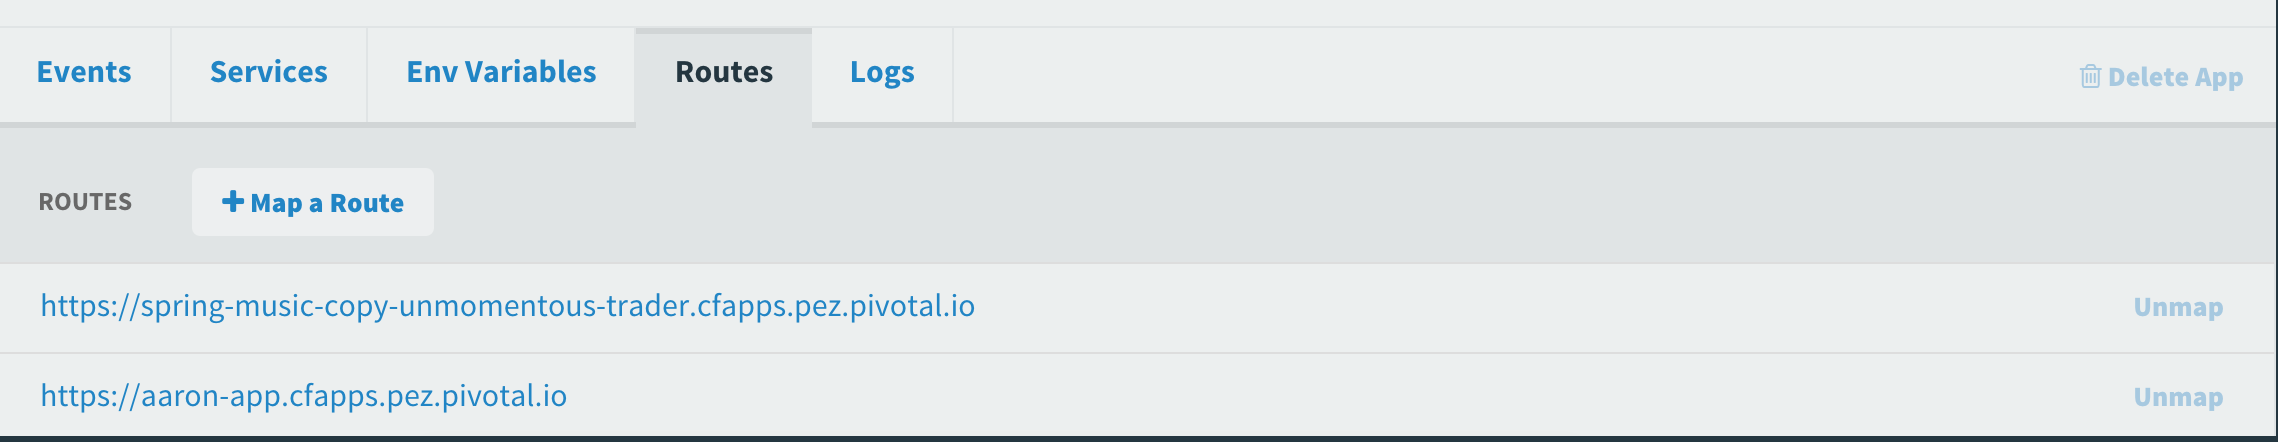 Events Services Env Variables Routes Logs Delete App
ROUTES + Map a Route
https://spring-music-copy-unmomentous-trader.cfapps.pez.pivotal.io Unmap
https://aaron-app.cfapps.pez.pivotal.io Unmap